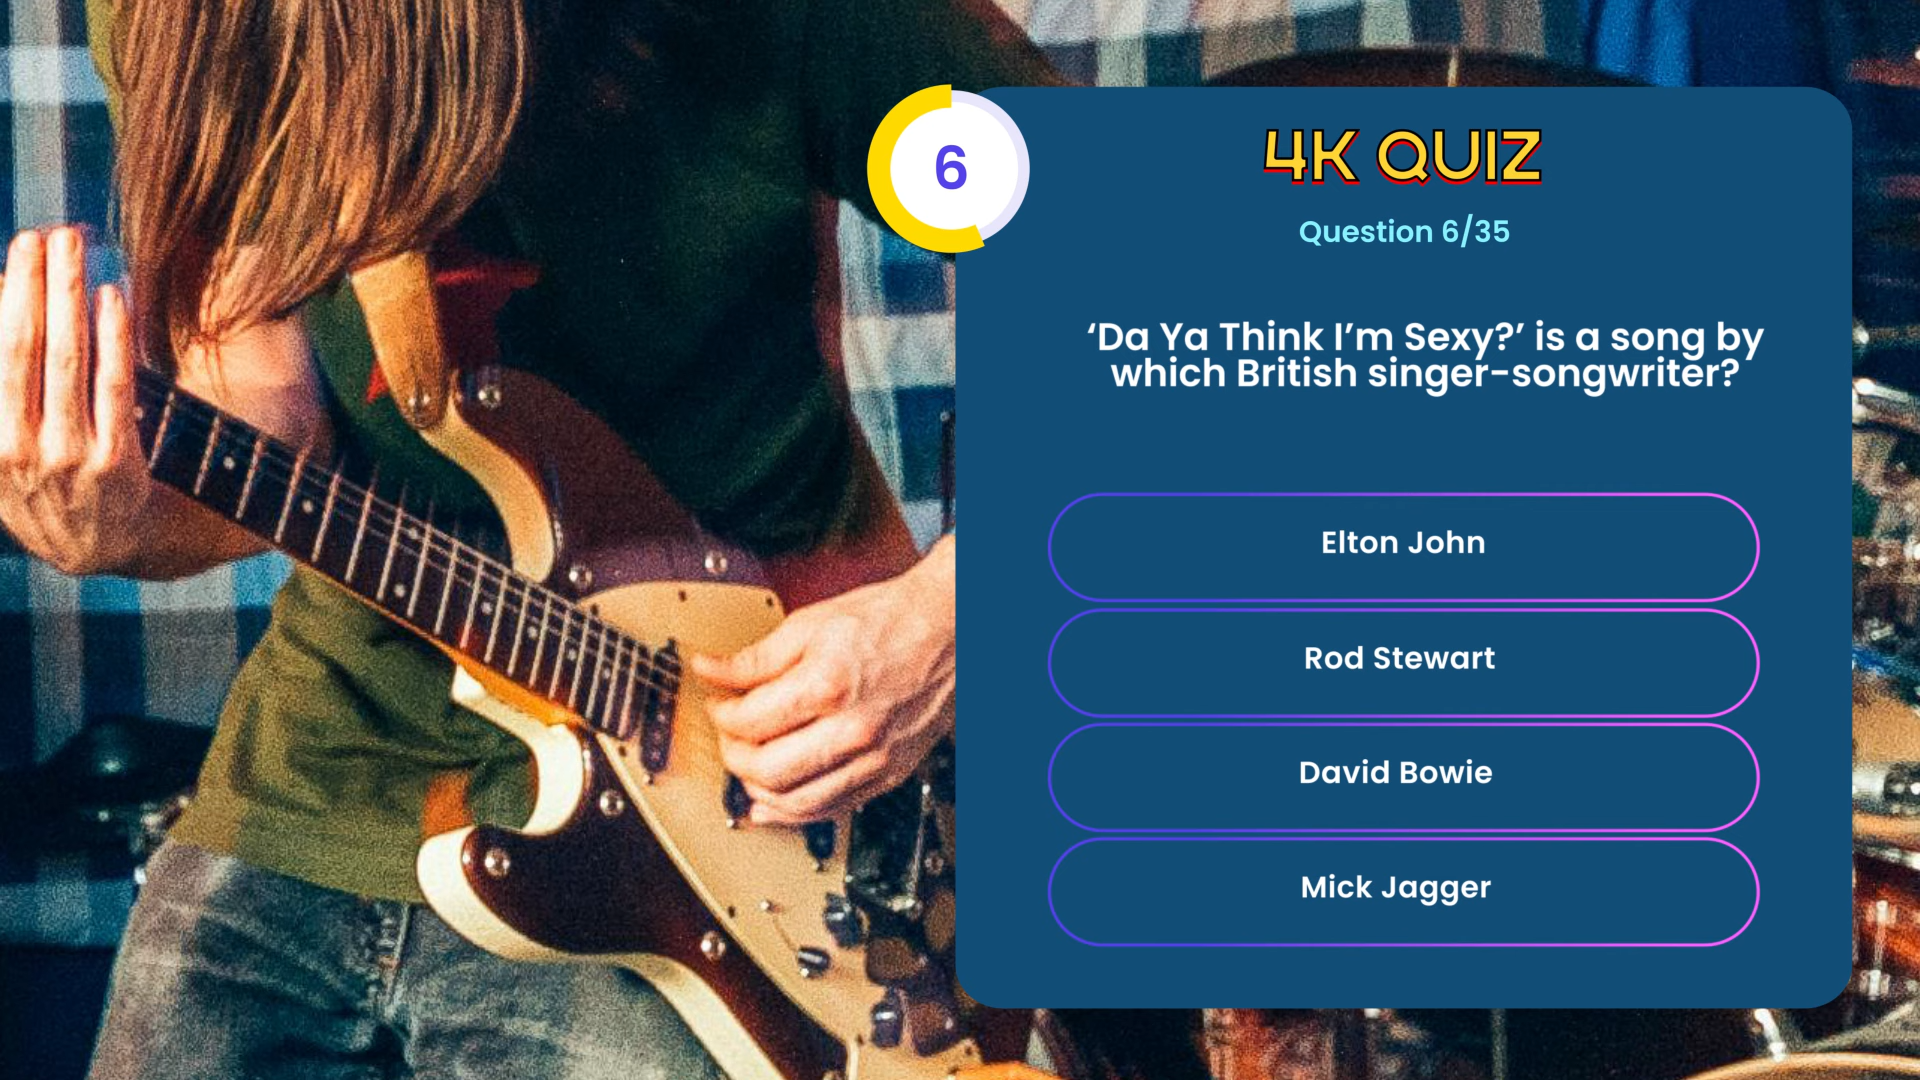 6
4K QUIZ
Question 6/35
‘Da Ya Think I’m Sexy?’ is a song by
which British singer-songwriter?
Elton John
Rod Stewart
David Bowie
Mick Jagger